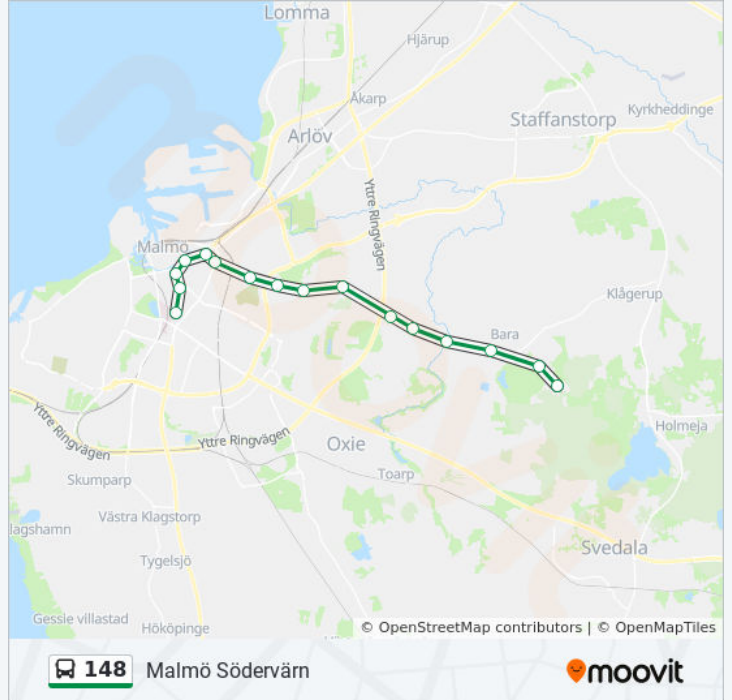 Lomma
Hjärup
Åkarp
Kyrkheddinge
Staffanstorp
Arlöv
Yttre Ringvägen
Malmö
Klågerup
Bara
Yttre Ringvägen
Holmeja
Yttre Ringvägen
Oxie
Toarp
Skumparp
Västra Klagstorp
lagshamn
Svedala
Tygelsjö
Gessie villastad
Hököpinge
© OpenStreetMap contributors | © OpenMapTiles
148 Malmö Södervärn
moovit